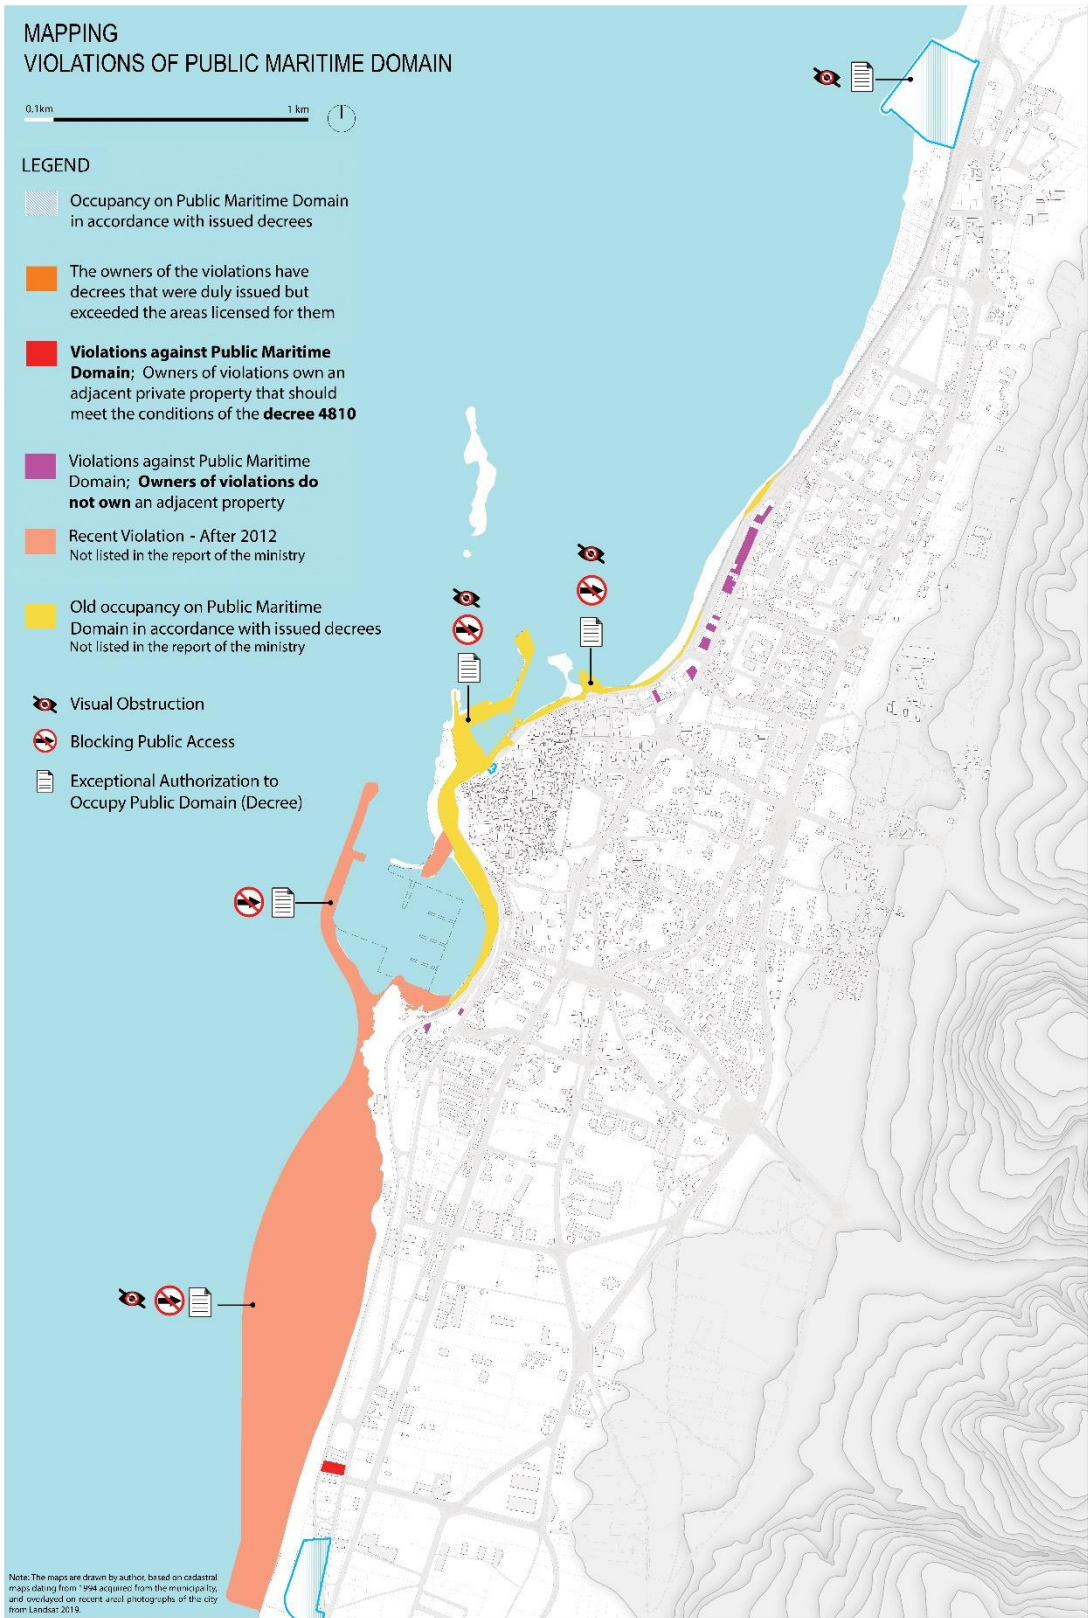 MAPPING
VIOLATIONS OF PUBLIC MARITIME DOMAIN
0.1km 1 km
LEGEND
Occupancy on Public Maritime Domain
in accordance with issued decrees
The owners of the violations have
decrees that were duly issued but
exceeded the areas licensed for them
Violations against Public Maritime
Domain; Owners of violations own an
adjacent private property that should
meet the conditions of the decree 4810
Violations against Public Maritime
Domain; Owners of violations do
not own an adjacent property
Recent Violation - After 2012
Not listed in the report of the ministry
Old occupancy on Public Maritime
Domain in accordance with issued decrees
Not listed in the report of the ministry
Visual Obstruction
Blocking Public Access
Exceptional Authorization to
Occupy Public Domain (Decree)
Note: The maps are drawn by author, based on cadastral
maps dating from 1994 acquired from the municipality,
and overlayed on recent areal photographs of the city
from Landsat 2019.